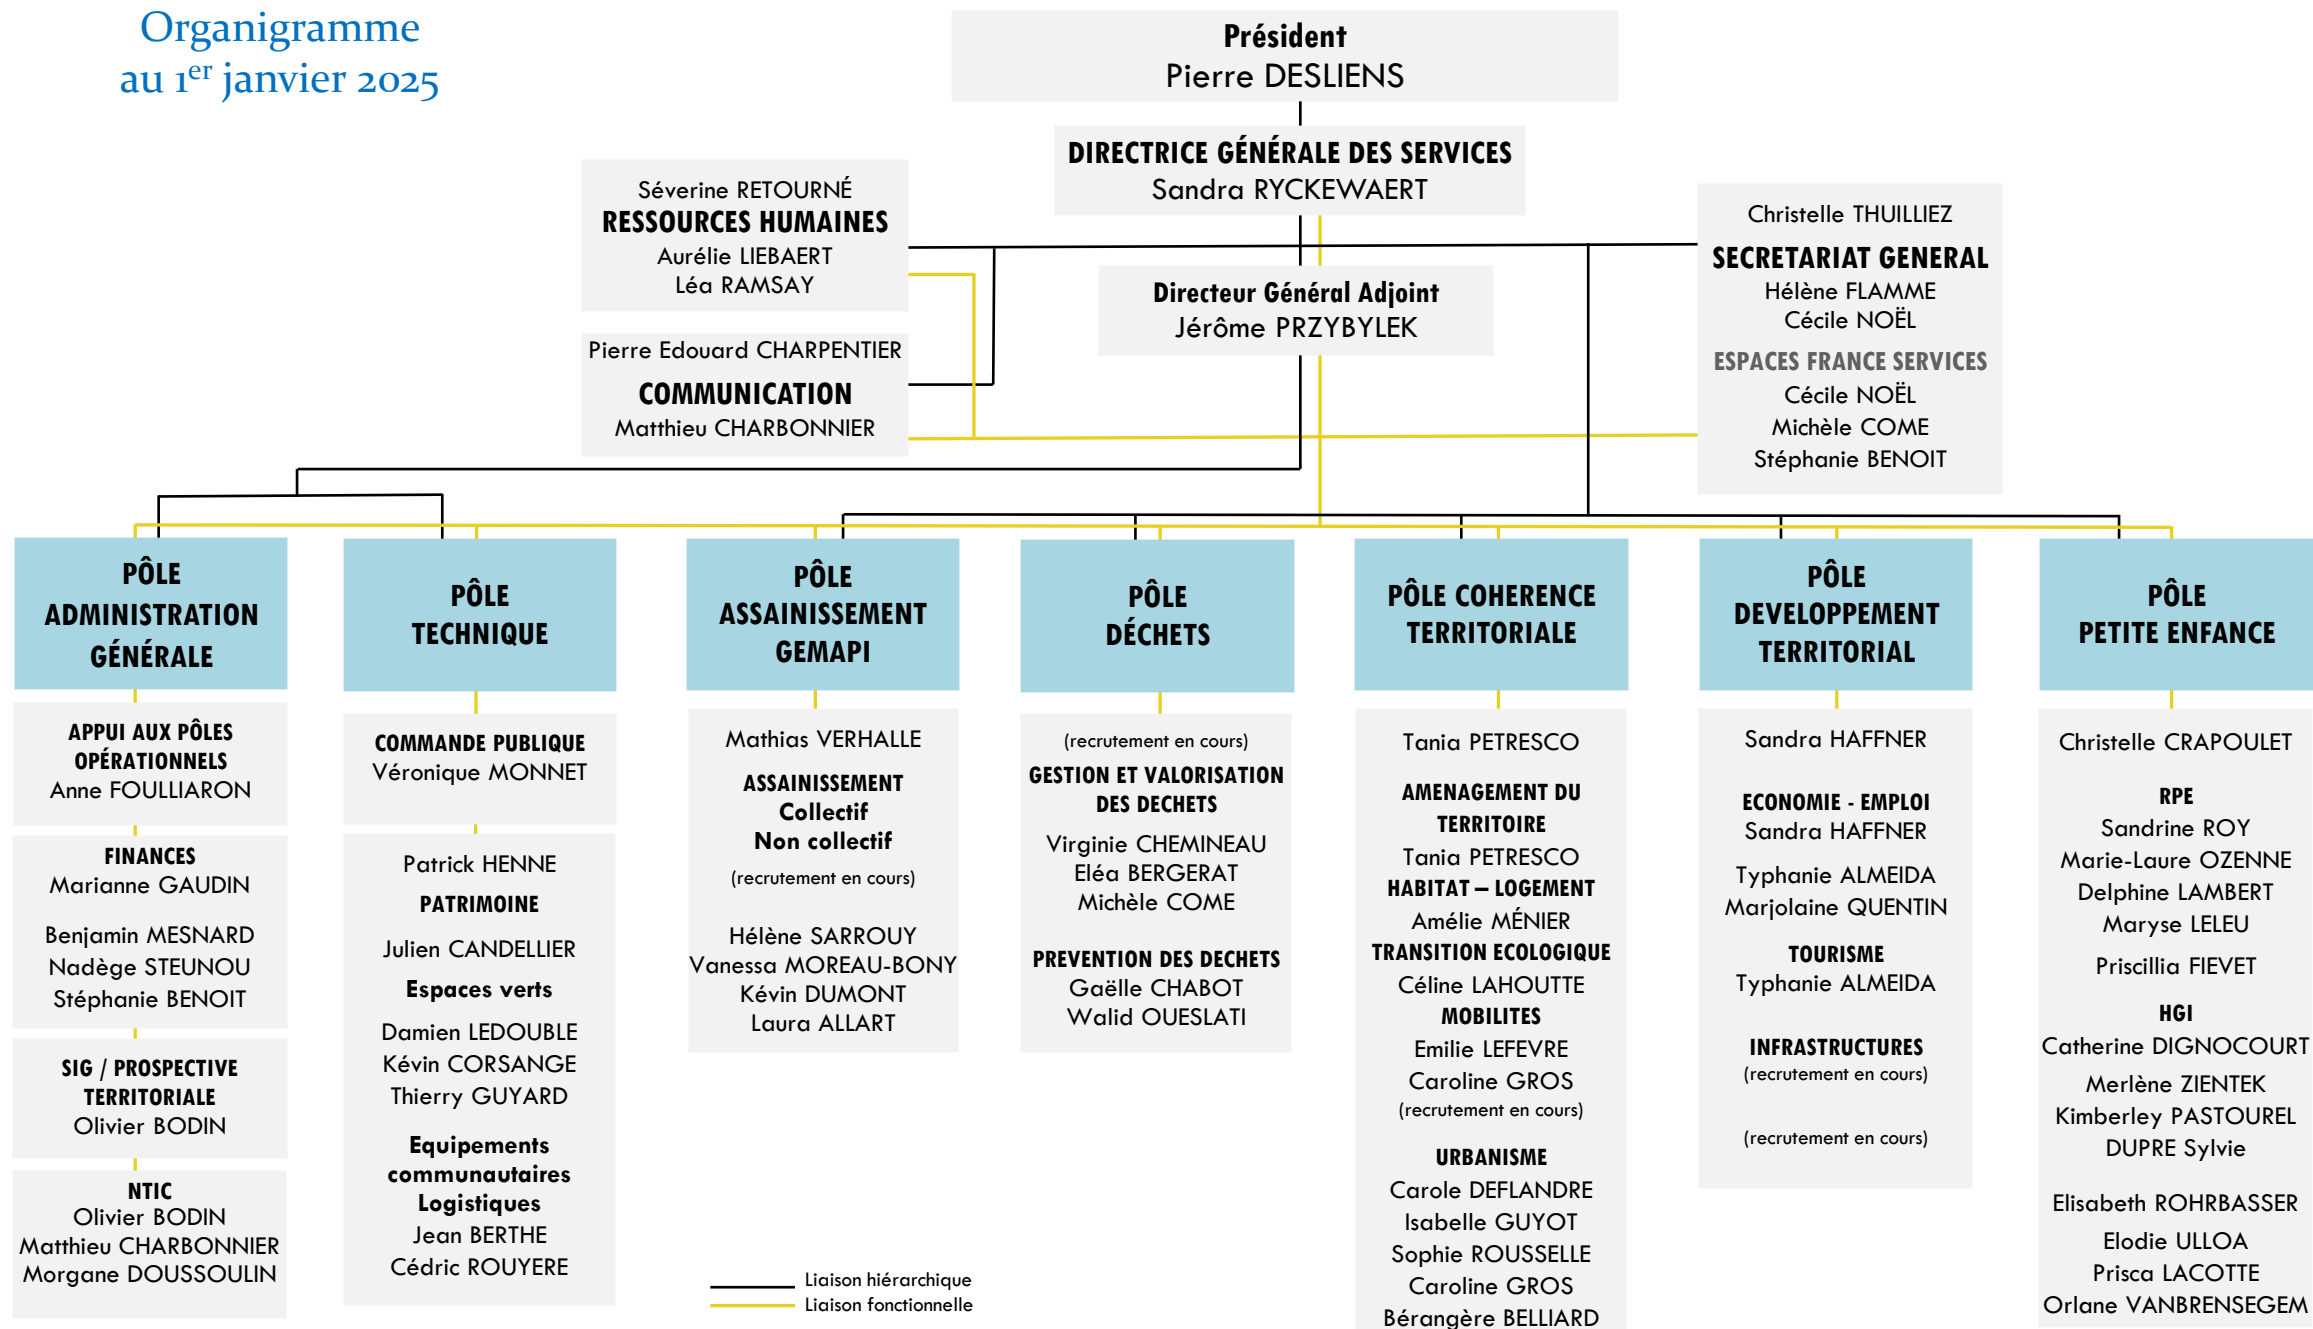 Organigramme
au 1er janvier 2025
Président
Pierre DESLIENS
DIRECTRICE GÉNÉRALE DES SERVICES
Sandra RYCKEWAERT
Séverine RETOURNÉ
RESSOURCES HUMAINES
Aurélie LIEBAERT
Léa RAMSAY
Pierre Edouard CHARPENTIER
COMMUNICATION
Matthieu CHARBONNIER
Directeur Général Adjoint
Jérôme PRZYBYLEK
Christelle THUILLIEZ
SECRETARIAT GENERAL
Hélène FLAMME
Cécile NOËL
ESPACES FRANCE SERVICES
Cécile NOËL
Michèle COME
Stéphanie BENOIT
PÔLE
ADMINISTRATION
GÉNÉRALE
APPUI AUX PÔLES
OPÉRATIONNELS
Anne FOULLIARON
FINANCES
Marianne GAUDIN
Benjamin MESNARD
Nadège STEUNOU
Stéphanie BENOIT
SIG / PROSPECTIVE
TERRITORIALE
Olivier BODIN
NTIC
Olivier BODIN
Matthieu CHARBONNIER
Morgane DOUSSOULIN
PÔLE
TECHNIQUE
COMMANDE PUBLIQUE
Véronique MONNET
Patrick HENNE
PATRIMOINE
Julien CANDELLIER
Espaces verts
Damien LEDOUBLE
Kévin CORSANGE
Thierry GUYARD
Equipements
communautaires
Logistiques
Jean BERTHE
Cédric ROUYERE
PÔLE
ASSAINISSEMENT
GEMAPI
Mathias VERHALLE
ASSAINISSEMENT
Collectif
Non collectif
(recrutement en cours)
Hélène SARROUY
Vanessa MOREAU-BONY
Kévin DUMONT
Laura ALLART
PÔLE
DÉCHETS
(recrutement en cours)
GESTION ET VALORISATION
DES DECHETS
Virginie CHEMINEAU
Eléa BERGERAT
Michèle COME
PREVENTION DES DECHETS
Gaëlle CHABOT
Walid OUESLATI
PÔLE COHERENCE
TERRITORIALE
Tania PETRESCO
AMENAGEMENT DU
TERRITOIRE
Tania PETRESCO
HABITAT – LOGEMENT
Amélie MÉNIER
TRANSITION ECOLOGIQUE
Céline LAHOUTTE
MOBILITES
Emilie LEFEVRE
Caroline GROS
(recrutement en cours)
URBANISME
Carole DEFLANDRE
Isabelle GUYOT
Sophie ROUSSELLE
Caroline GROS
Bérangère BELLIARD
PÔLE
DEVELOPPEMENT
TERRITORIAL
Sandra HAFFNER
ECONOMIE - EMPLOI
Sandra HAFFNER
Typhanie ALMEIDA
Marjolaine QUENTIN
TOURISME
Typhanie ALMEIDA
INFRASTRUCTURES
(recrutement en cours)
(recrutement en cours)
PÔLE
PETITE ENFANCE
Christelle CRAPOULET
RPE
Sandrine ROY
Marie-Laure OZENNE
Delphine LAMBERT
Maryse LELEU
Priscillia FIEVET
HGI
Catherine DIGNOCOURT
Merlène ZIENTEK
Kimberley PASTOUREL
DUPRE Sylvie
Elisabeth ROHRBASSER
Elodie ULLOA
Prisca LACOTTE
Orlane VANBRENSEGEM
Liaison hiérarchique
Liaison fonctionnelle